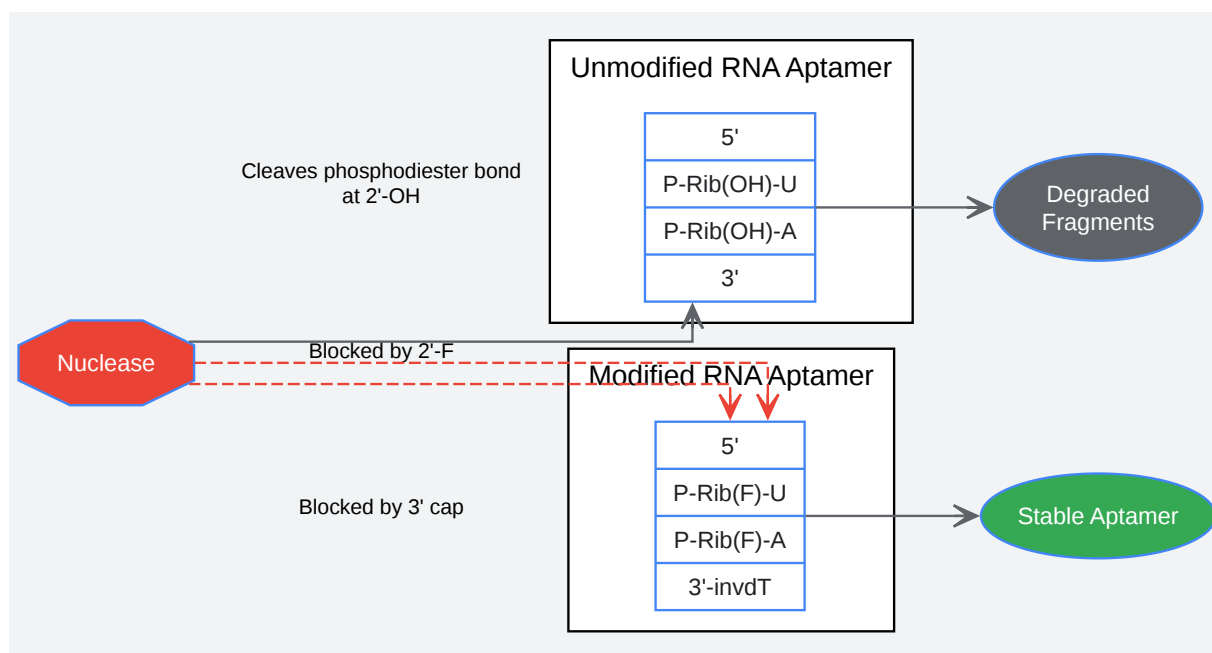 Unmodified RNA Aptamer
5'
P-Rib(OH)-U
P-Rib(OH)-A
3'
Cleaves phosphodiester bond
at 2'-OH
Degraded
Fragments
Nuclease
Blocked by 2'-F
Modified RNA Aptamer
5'
P-Rib(F)-U
P-Rib(F)-A
3'-invdT
Blocked by 3' cap
Stable Aptamer